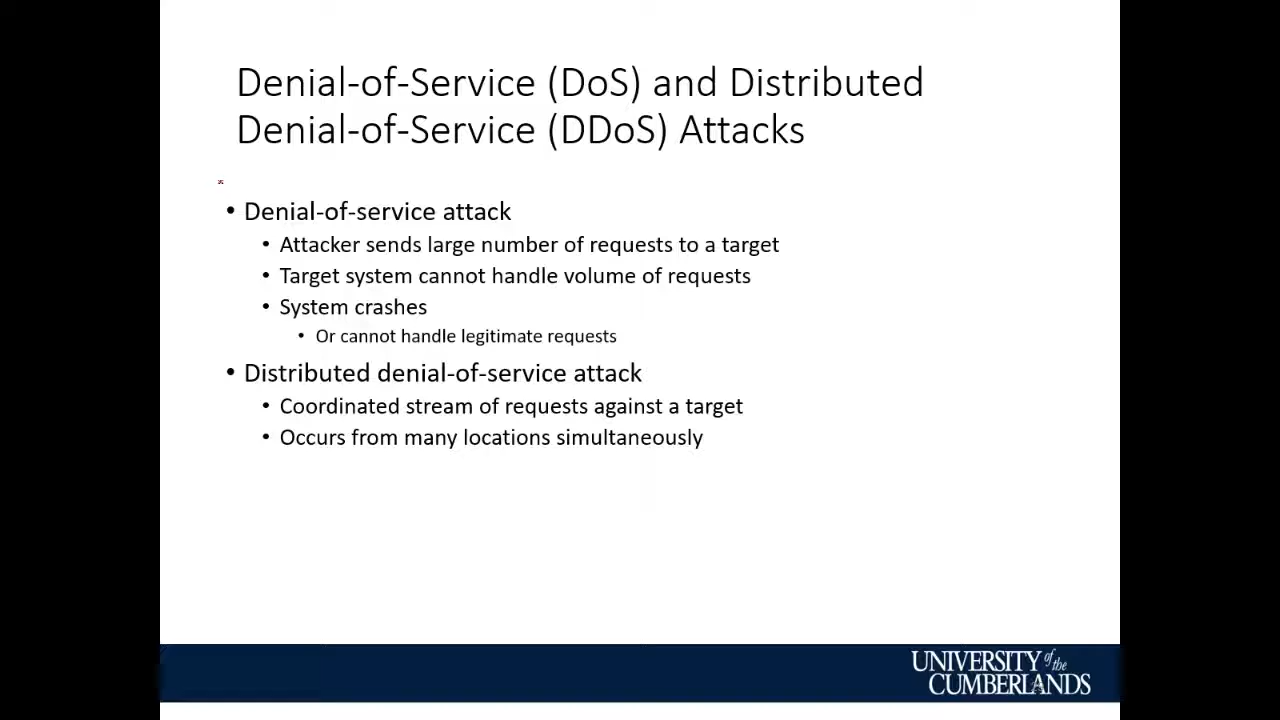 Denial-of-Service (DoS) and Distributed
Denial-of-Service (DDoS) Attacks
• Denial-of-service attack
• Attacker sends large number of requests to a target
• Target system cannot handle volume of requests
• System crashes
• Or cannot handle legitimate requests
• Distributed denial-of-service attack
• Coordinated stream of requests against a target
• Occurs from many locations simultaneously
UNIVERSITY of the
CUMBERLANDS